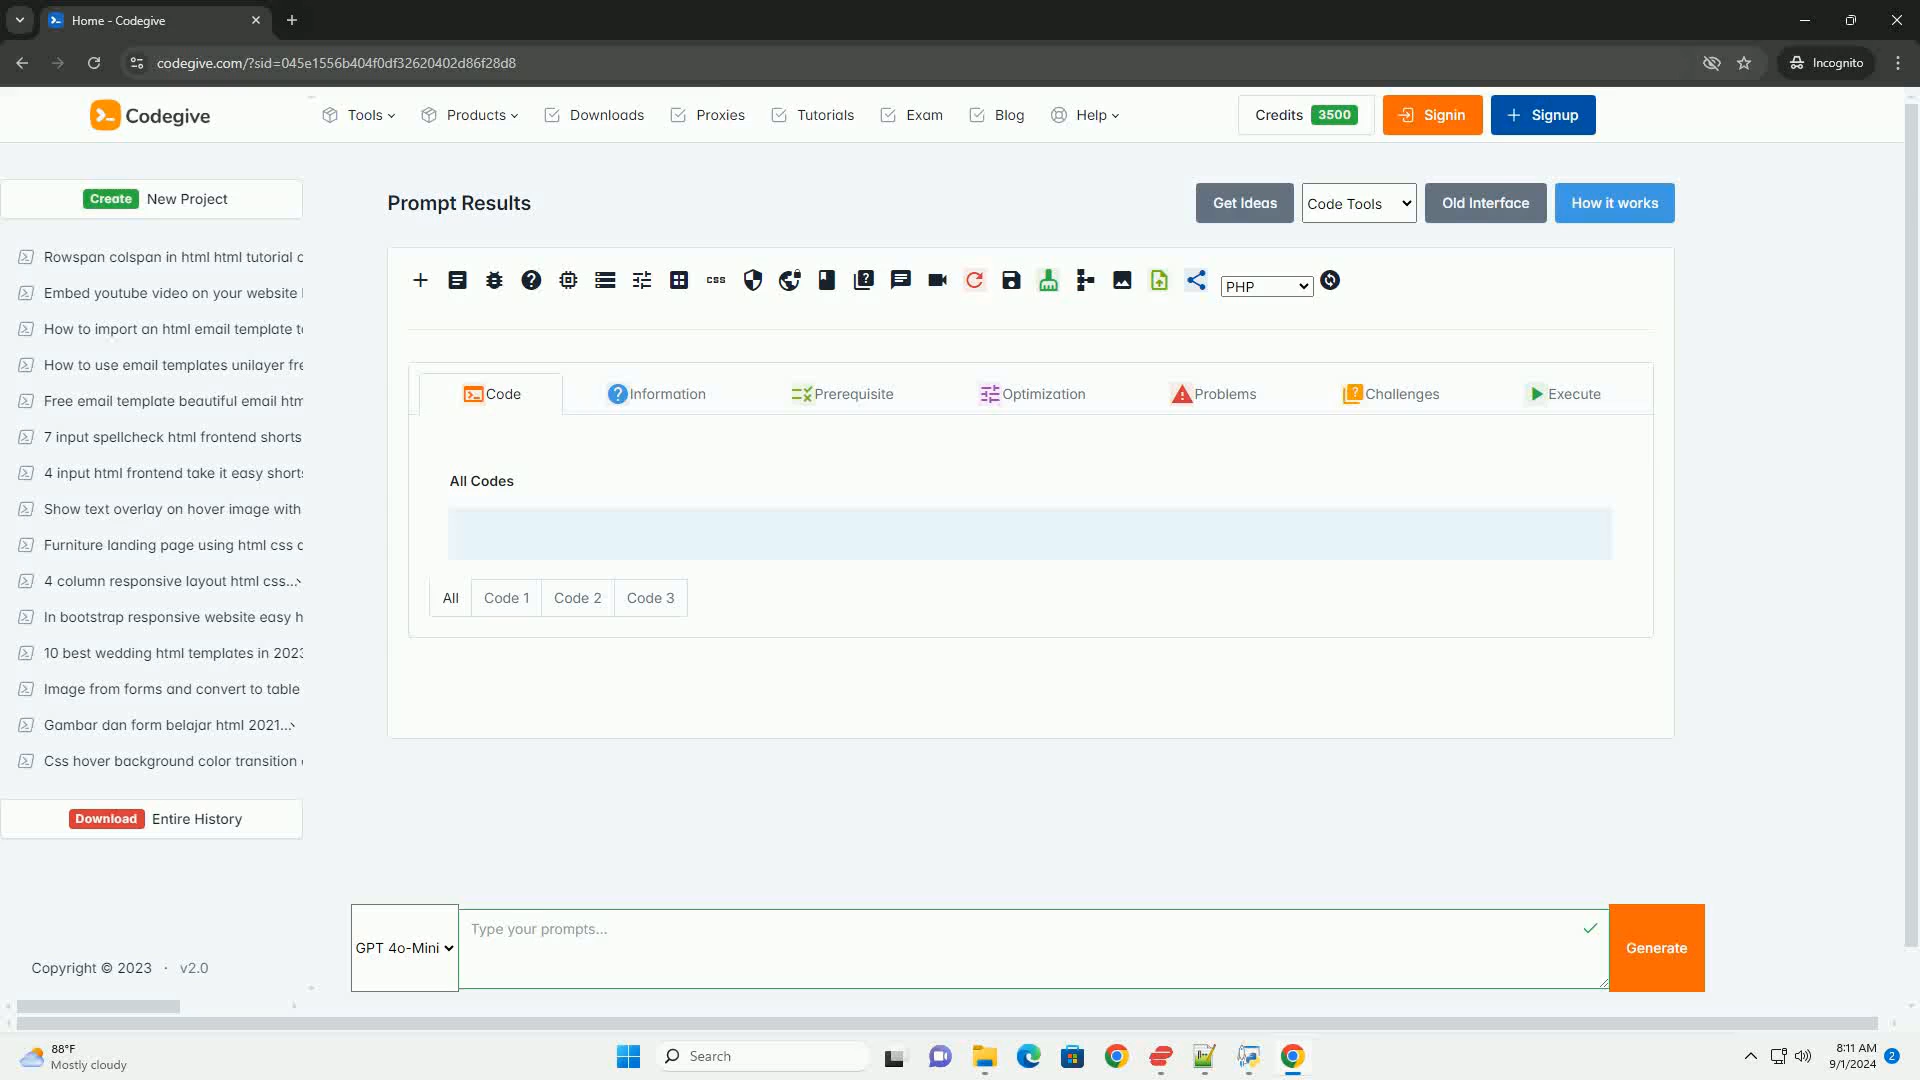 Home - Codegive
codegive.com/?sid=045e1556b404f0df32620402d86f28d8
Incognito
Codegive
Tools
Products
Downloads
Proxies
Tutorials
Exam
Blog
Help
Credits 3500
Signin
Signup
Create New Project
Rowspan colspan in html html tutorial
Embed youtube video on your website
How to import an html email template
How to use email templates unilayer
Free email template beautiful email
7 input spellcheck html frontend shorts
4 input html frontend take it easy
Show text overlay on hover image with
Furniture landing page using html css
4 column responsive layout html css...
In bootstrap responsive website easy
10 best wedding html templates in 2023
Image from forms and convert to table
Gambar dan form belajar html 2021...
Css hover background color transition
Download Entire History
Copyright © 2023 · v2.0
Prompt Results
Get Ideas
Code Tools
Old Interface
How it works
css
PHP
Code
Information
Prerequisite
Optimization
Problems
Challenges
Execute
All Codes
All
Code 1
Code 2
Code 3
GPT 4o-Mini
Type your prompts...
Generate
88°F
Mostly cloudy
Search
8:11 AM
9/1/2024
2